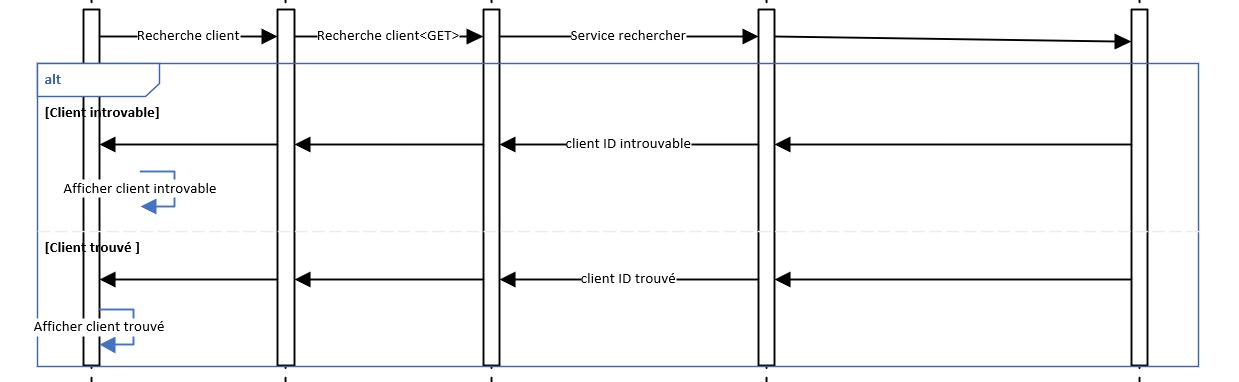 Recherche client
Recherche client<GET>
Service rechercher
alt
[Client introvable]
client ID introuvable
Afficher client introvable
[Client trouvé ]
client ID trouvé
Afficher client trouvé